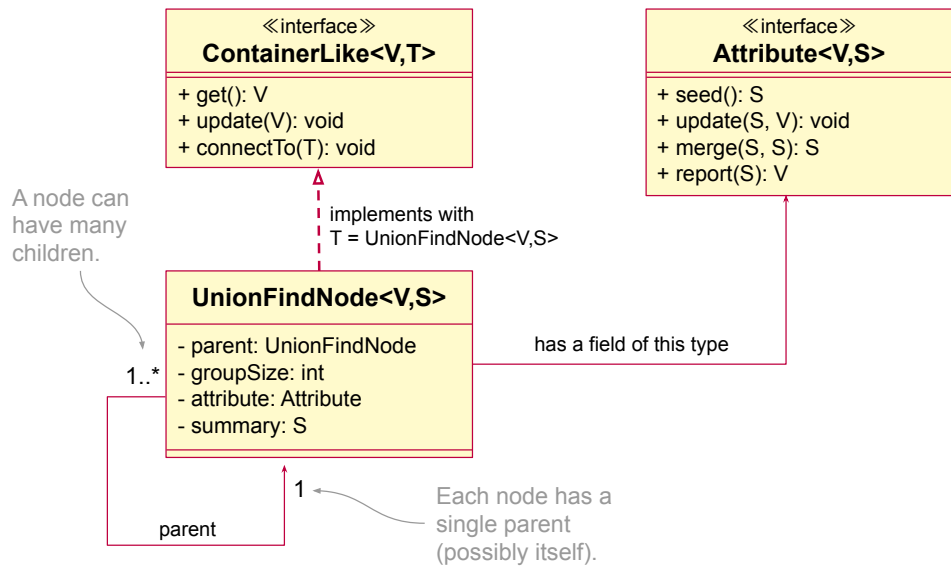 ≪interface≫
ContainerLike<V,T>
+ get(): V
+ update(V): void
+ connectTo(T): void
≪interface≫
Attribute<V,S>
+ seed(): S
+ update(S, V): void
+ merge(S, S): S
+ report(S): V
A node can
have many
children.
implements with
T = UnionFindNode<V,S>
UnionFindNode<V,S>
- parent: UnionFindNode
- groupSize: int
- attribute: Attribute
- summary: S
has a field of this type
1..*
1
parent
Each node has a
single parent
(possibly itself).